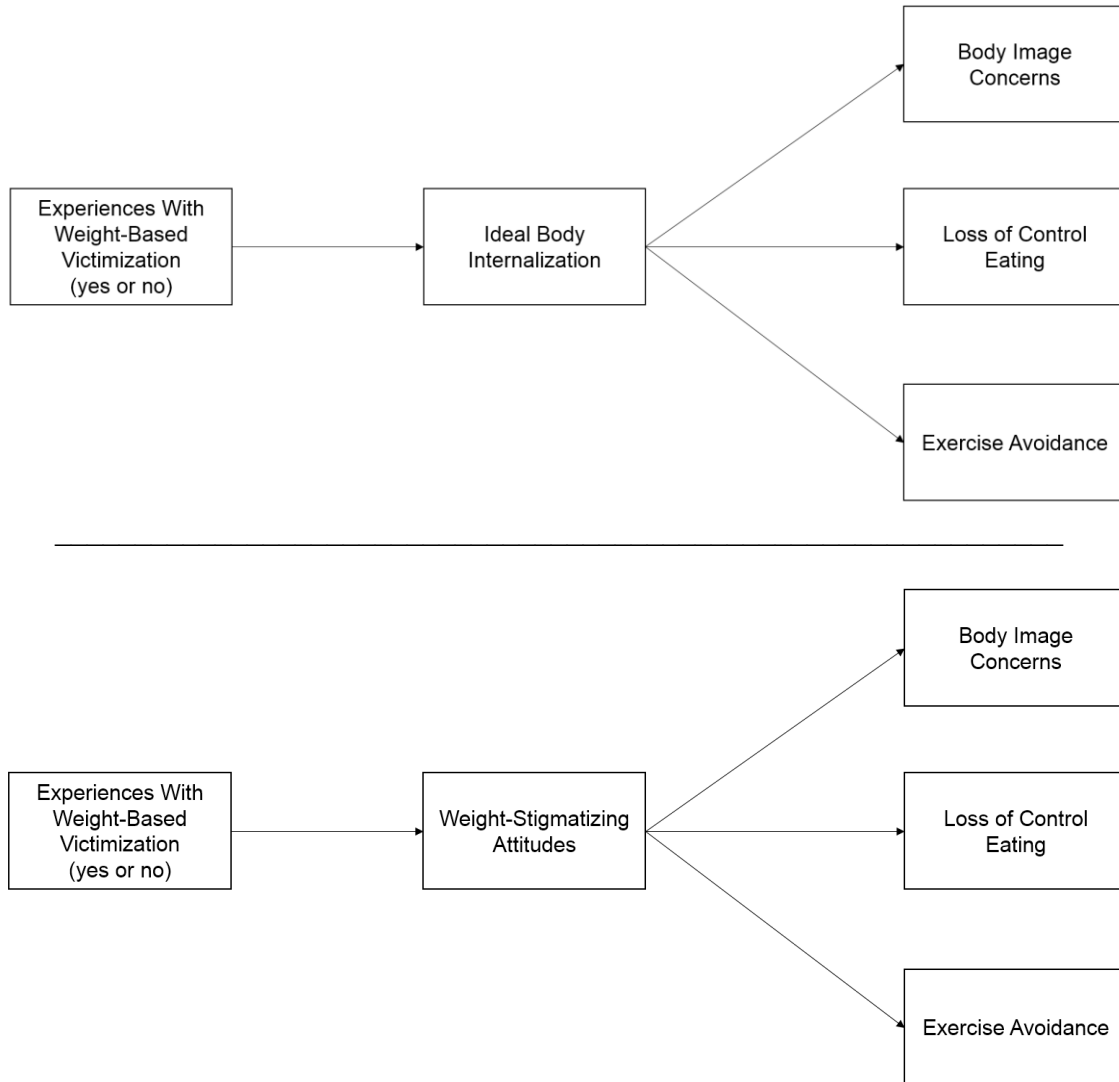 Body Image
Concerns
Experiences With
Weight-Based
Victimization
(yes or no)
Ideal Body
Internalization
Loss of Control
Eating
Exercise Avoidance
Body Image
Concerns
Experiences With
Weight-Based
Victimization
(yes or no)
Weight-Stigmatizing
Attitudes
Loss of Control
Eating
Exercise Avoidance